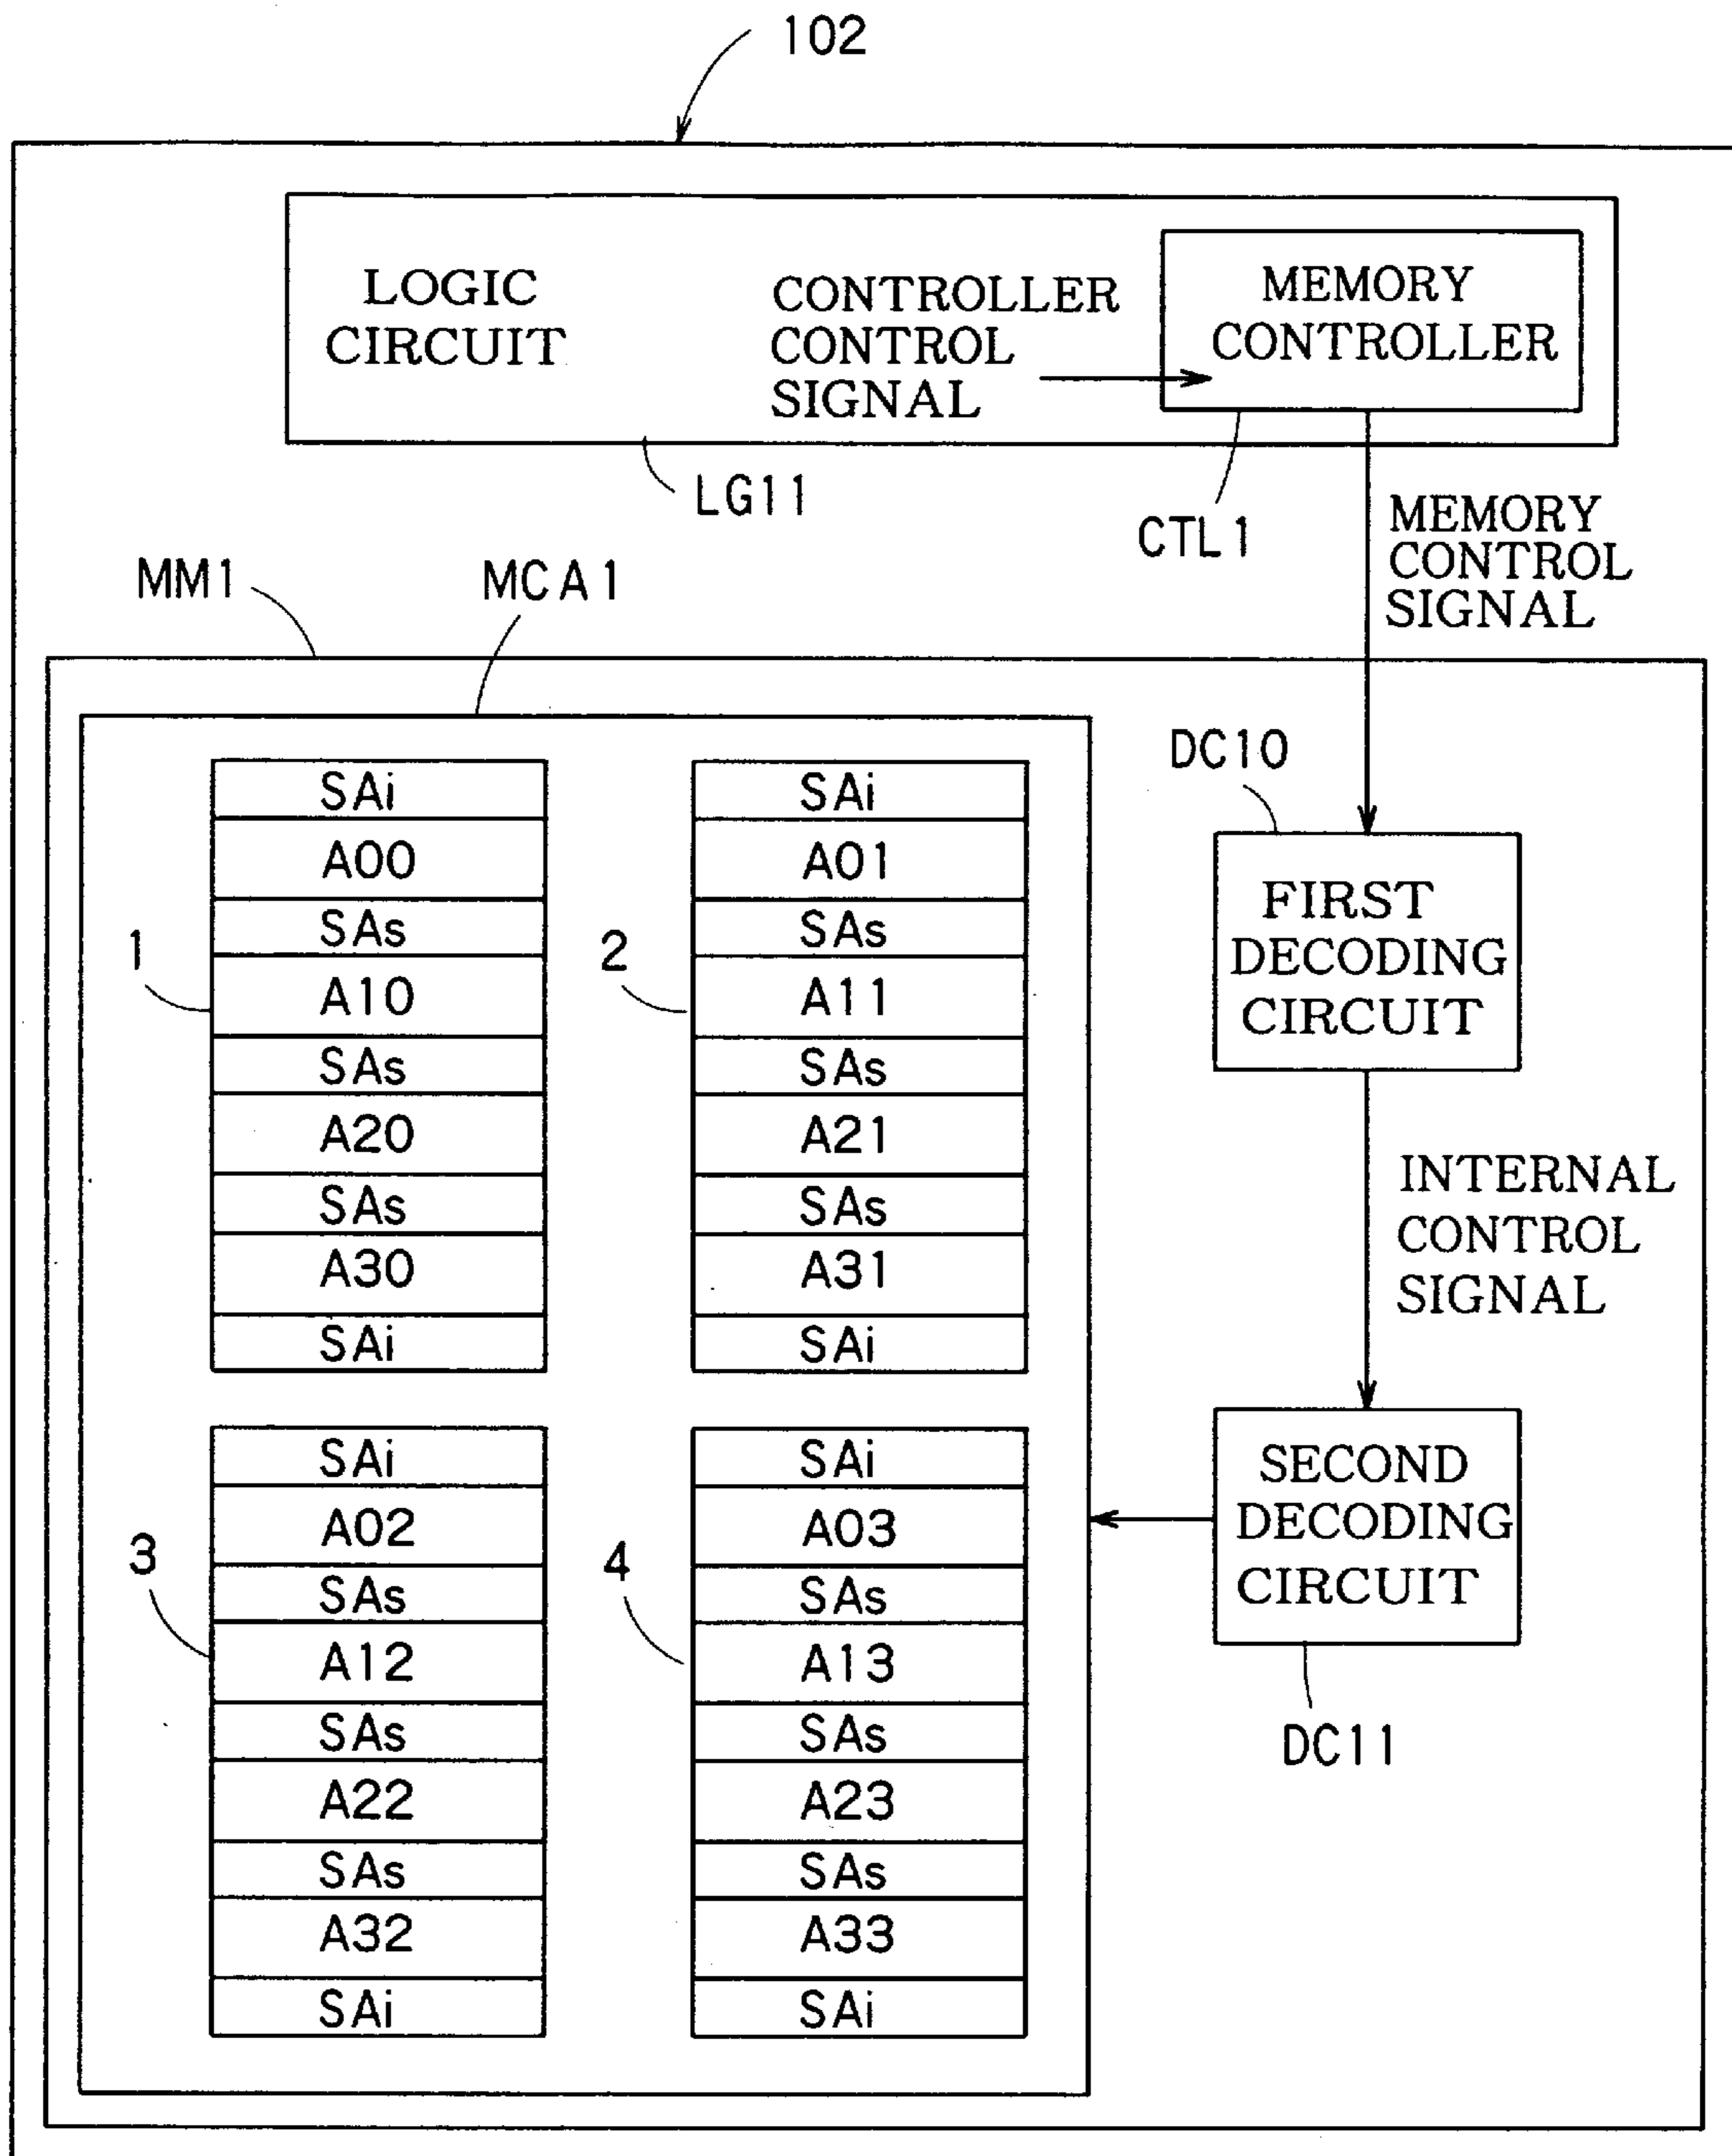 102
LOGIC
CIRCUIT
CONTROLLER
CONTROL
SIGNAL
MEMORY
CONTROLLER
LG11
CTL1
MEMORY
CONTROL
SIGNAL
MM1
MCA1
1
SAi
A00
SAs
A10
SAs
A20
SAs
A30
SAi
2
SAi
A01
SAs
A11
SAs
A21
SAs
A31
SAi
3
SAi
A02
SAs
A12
SAs
A22
SAs
A32
SAi
4
SAi
A03
SAs
A13
SAs
A23
SAs
A33
SAi
DC10
FIRST
DECODING
CIRCUIT
INTERNAL
CONTROL
SIGNAL
SECOND
DECODING
CIRCUIT
DC11